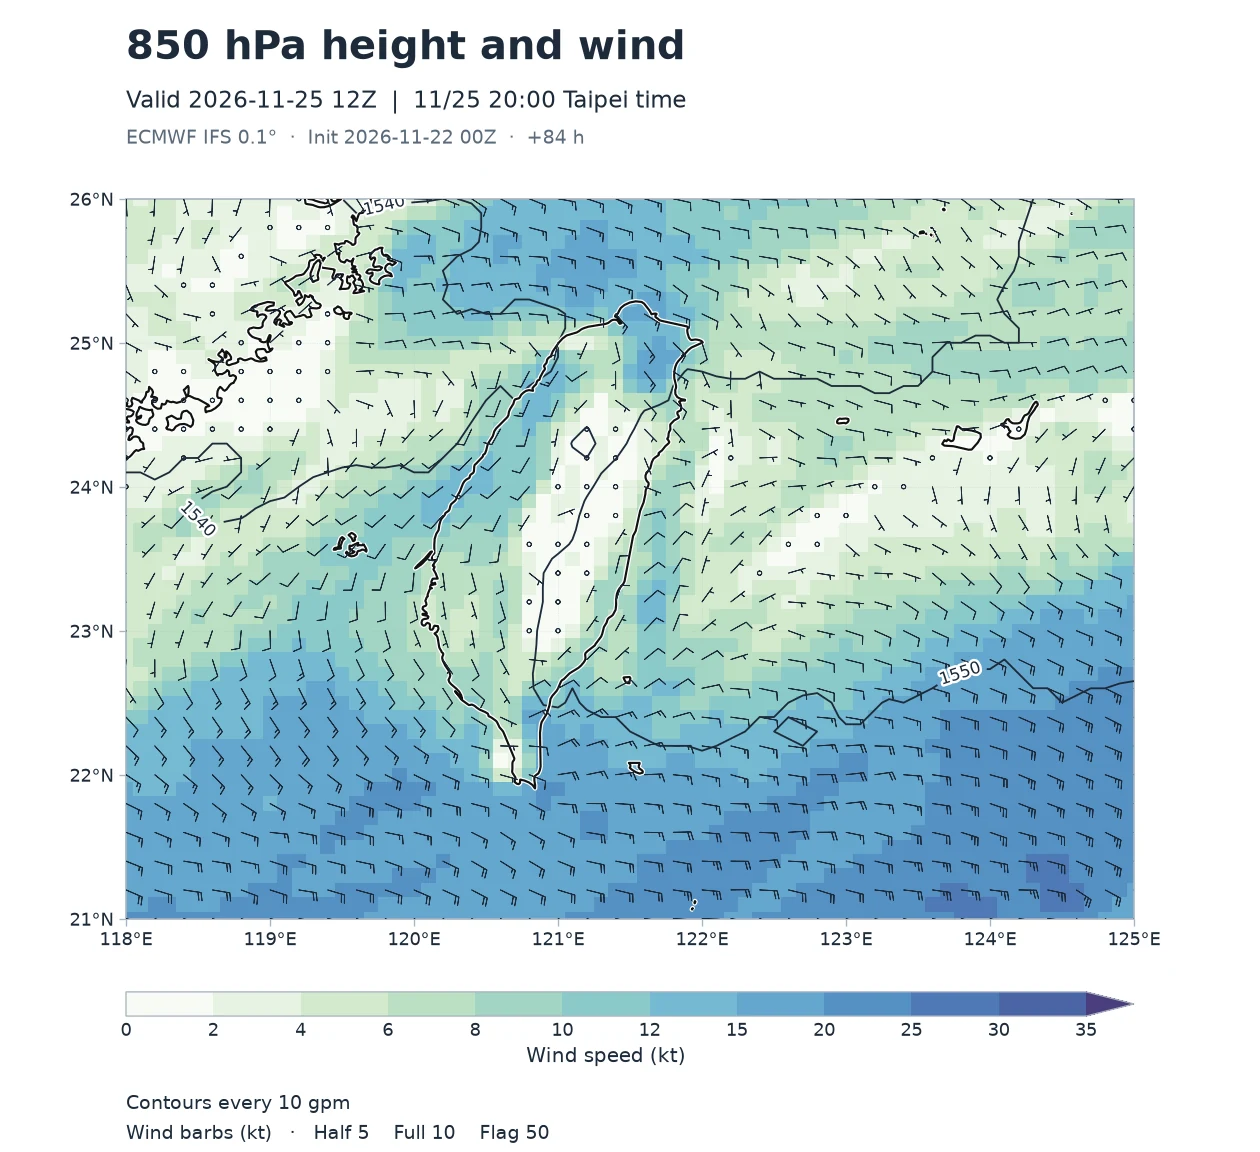 850 hPa height and wind
Valid 2026-11-25 12Z | 11/25 20:00 Taipei time
ECMWF IFS 0.1° · Init 2026-11-22 00Z · +84 h
26°N
25°N
24°N
23°N
22°N
21°N
1540
1540
1550
118°E 119°E 120°E 121°E 122°E 123°E 124°E 125°E
0 2 4 6 8 10 12 15 20 25 30 35
Wind speed (kt)
Contours every 10 gpm
Wind barbs (kt) · Half 5 Full 10 Flag 50